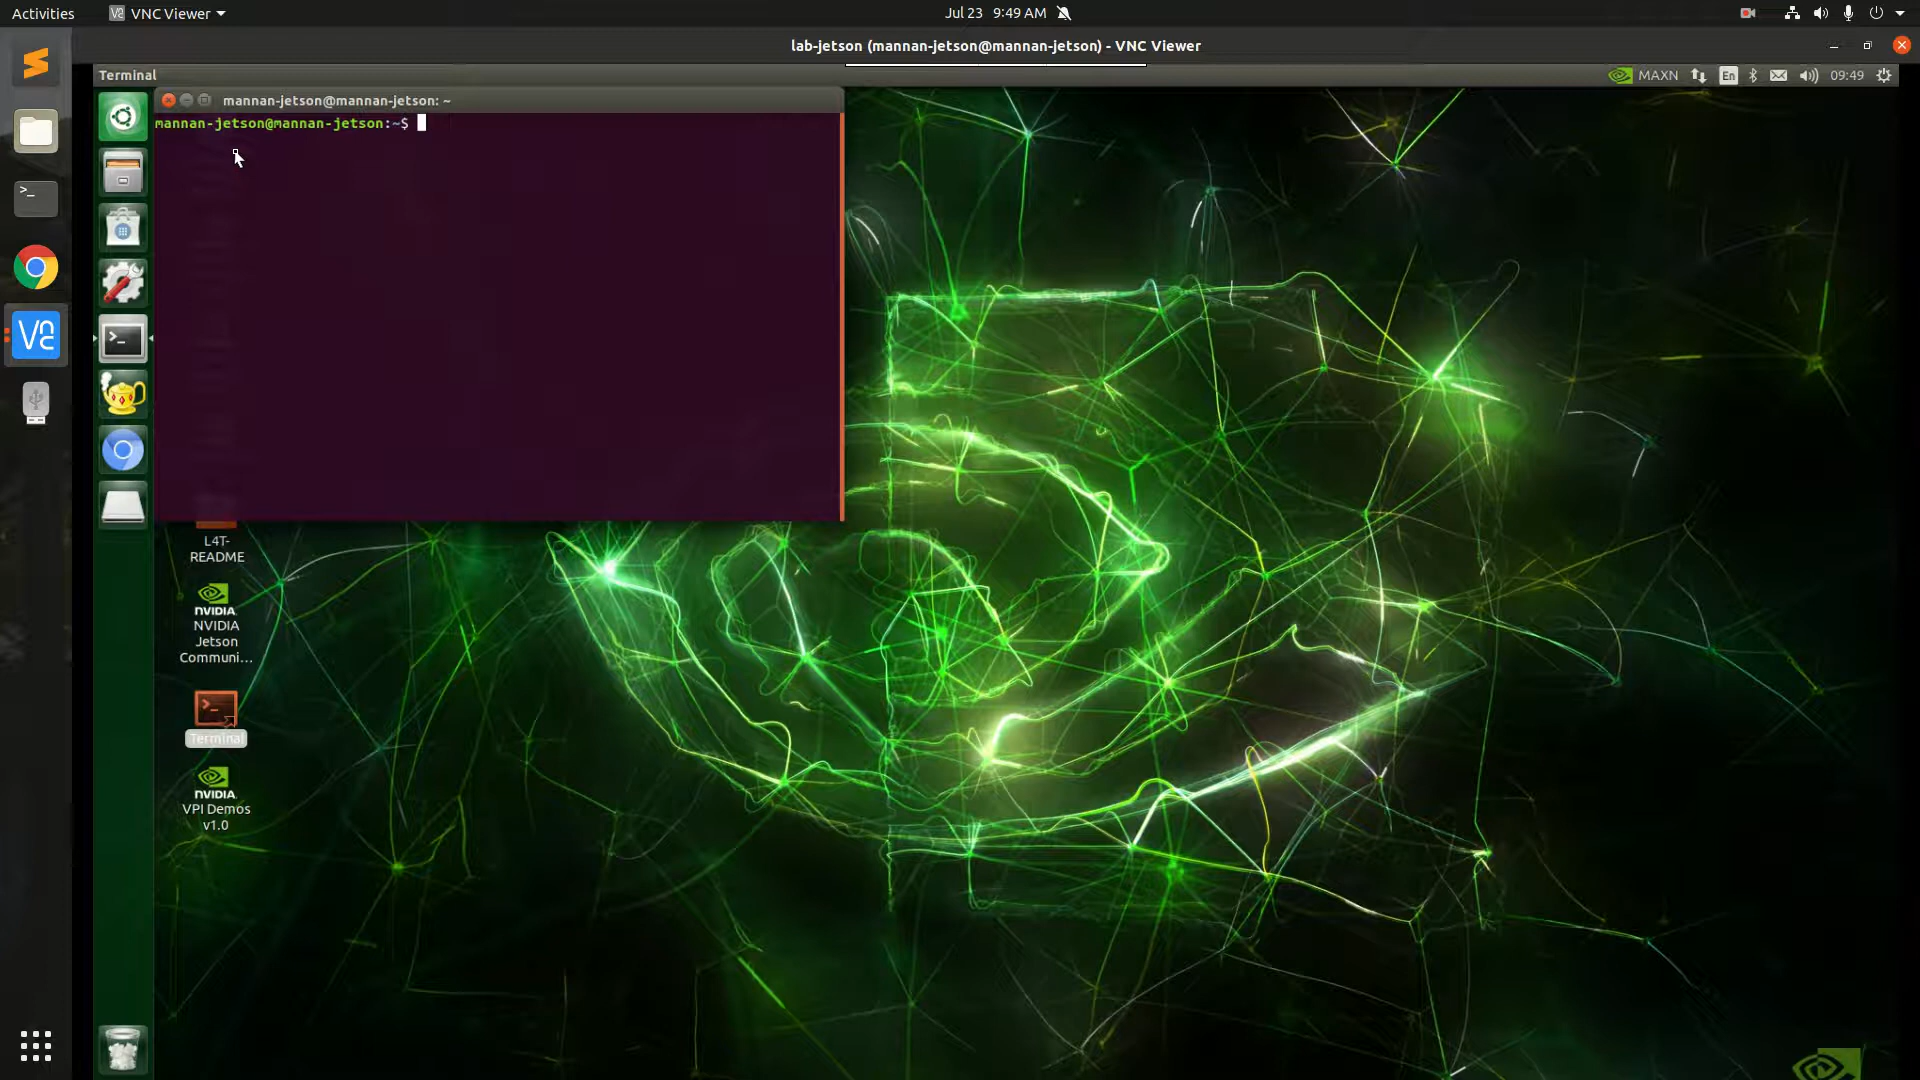 Activities
VNC Viewer
Jul 23 9:49 AM
lab-jetson (mannan-jetson@mannan-jetson) - VNC Viewer
Terminal
MAXN
En
09:49
mannan-jetson@mannan-jetson: ~
mannan-jetson@mannan-jetson:~$
L4T-
README
NVIDIA.
NVIDIA
Jetson
Communi...
Terminal
NVIDIA.
VPI Demos
v1.0